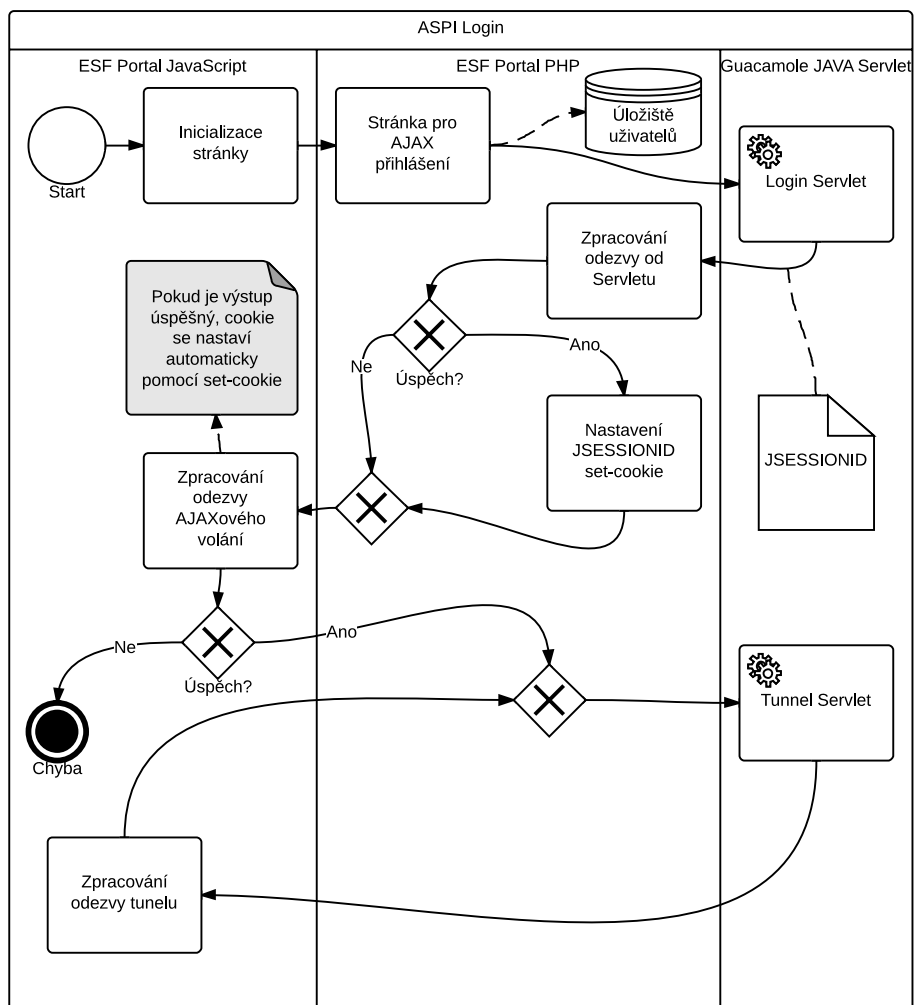 ASPI Login
ESF Portal JavaScript
ESF Portal PHP
Guacamole JAVA Servlet
Start
Inicializace
stránky
Stránka pro
AJAX
přihlášení
Úložiště
uživatelů
Login Servlet
Zpracování
odezvy od
Servletu
Pokud je výstup
úspěšný, cookie
se nastaví
automaticky
pomocí set-cookie
Úspěch?
Ano
Ne
Nastavení
JSESSIONID
set-cookie
JSESSIONID
Zpracování
odezvy
AJAXového
volání
Úspěch?
Ne
Ano
Chyba
Tunnel Servlet
Zpracování
odezvy tunelu